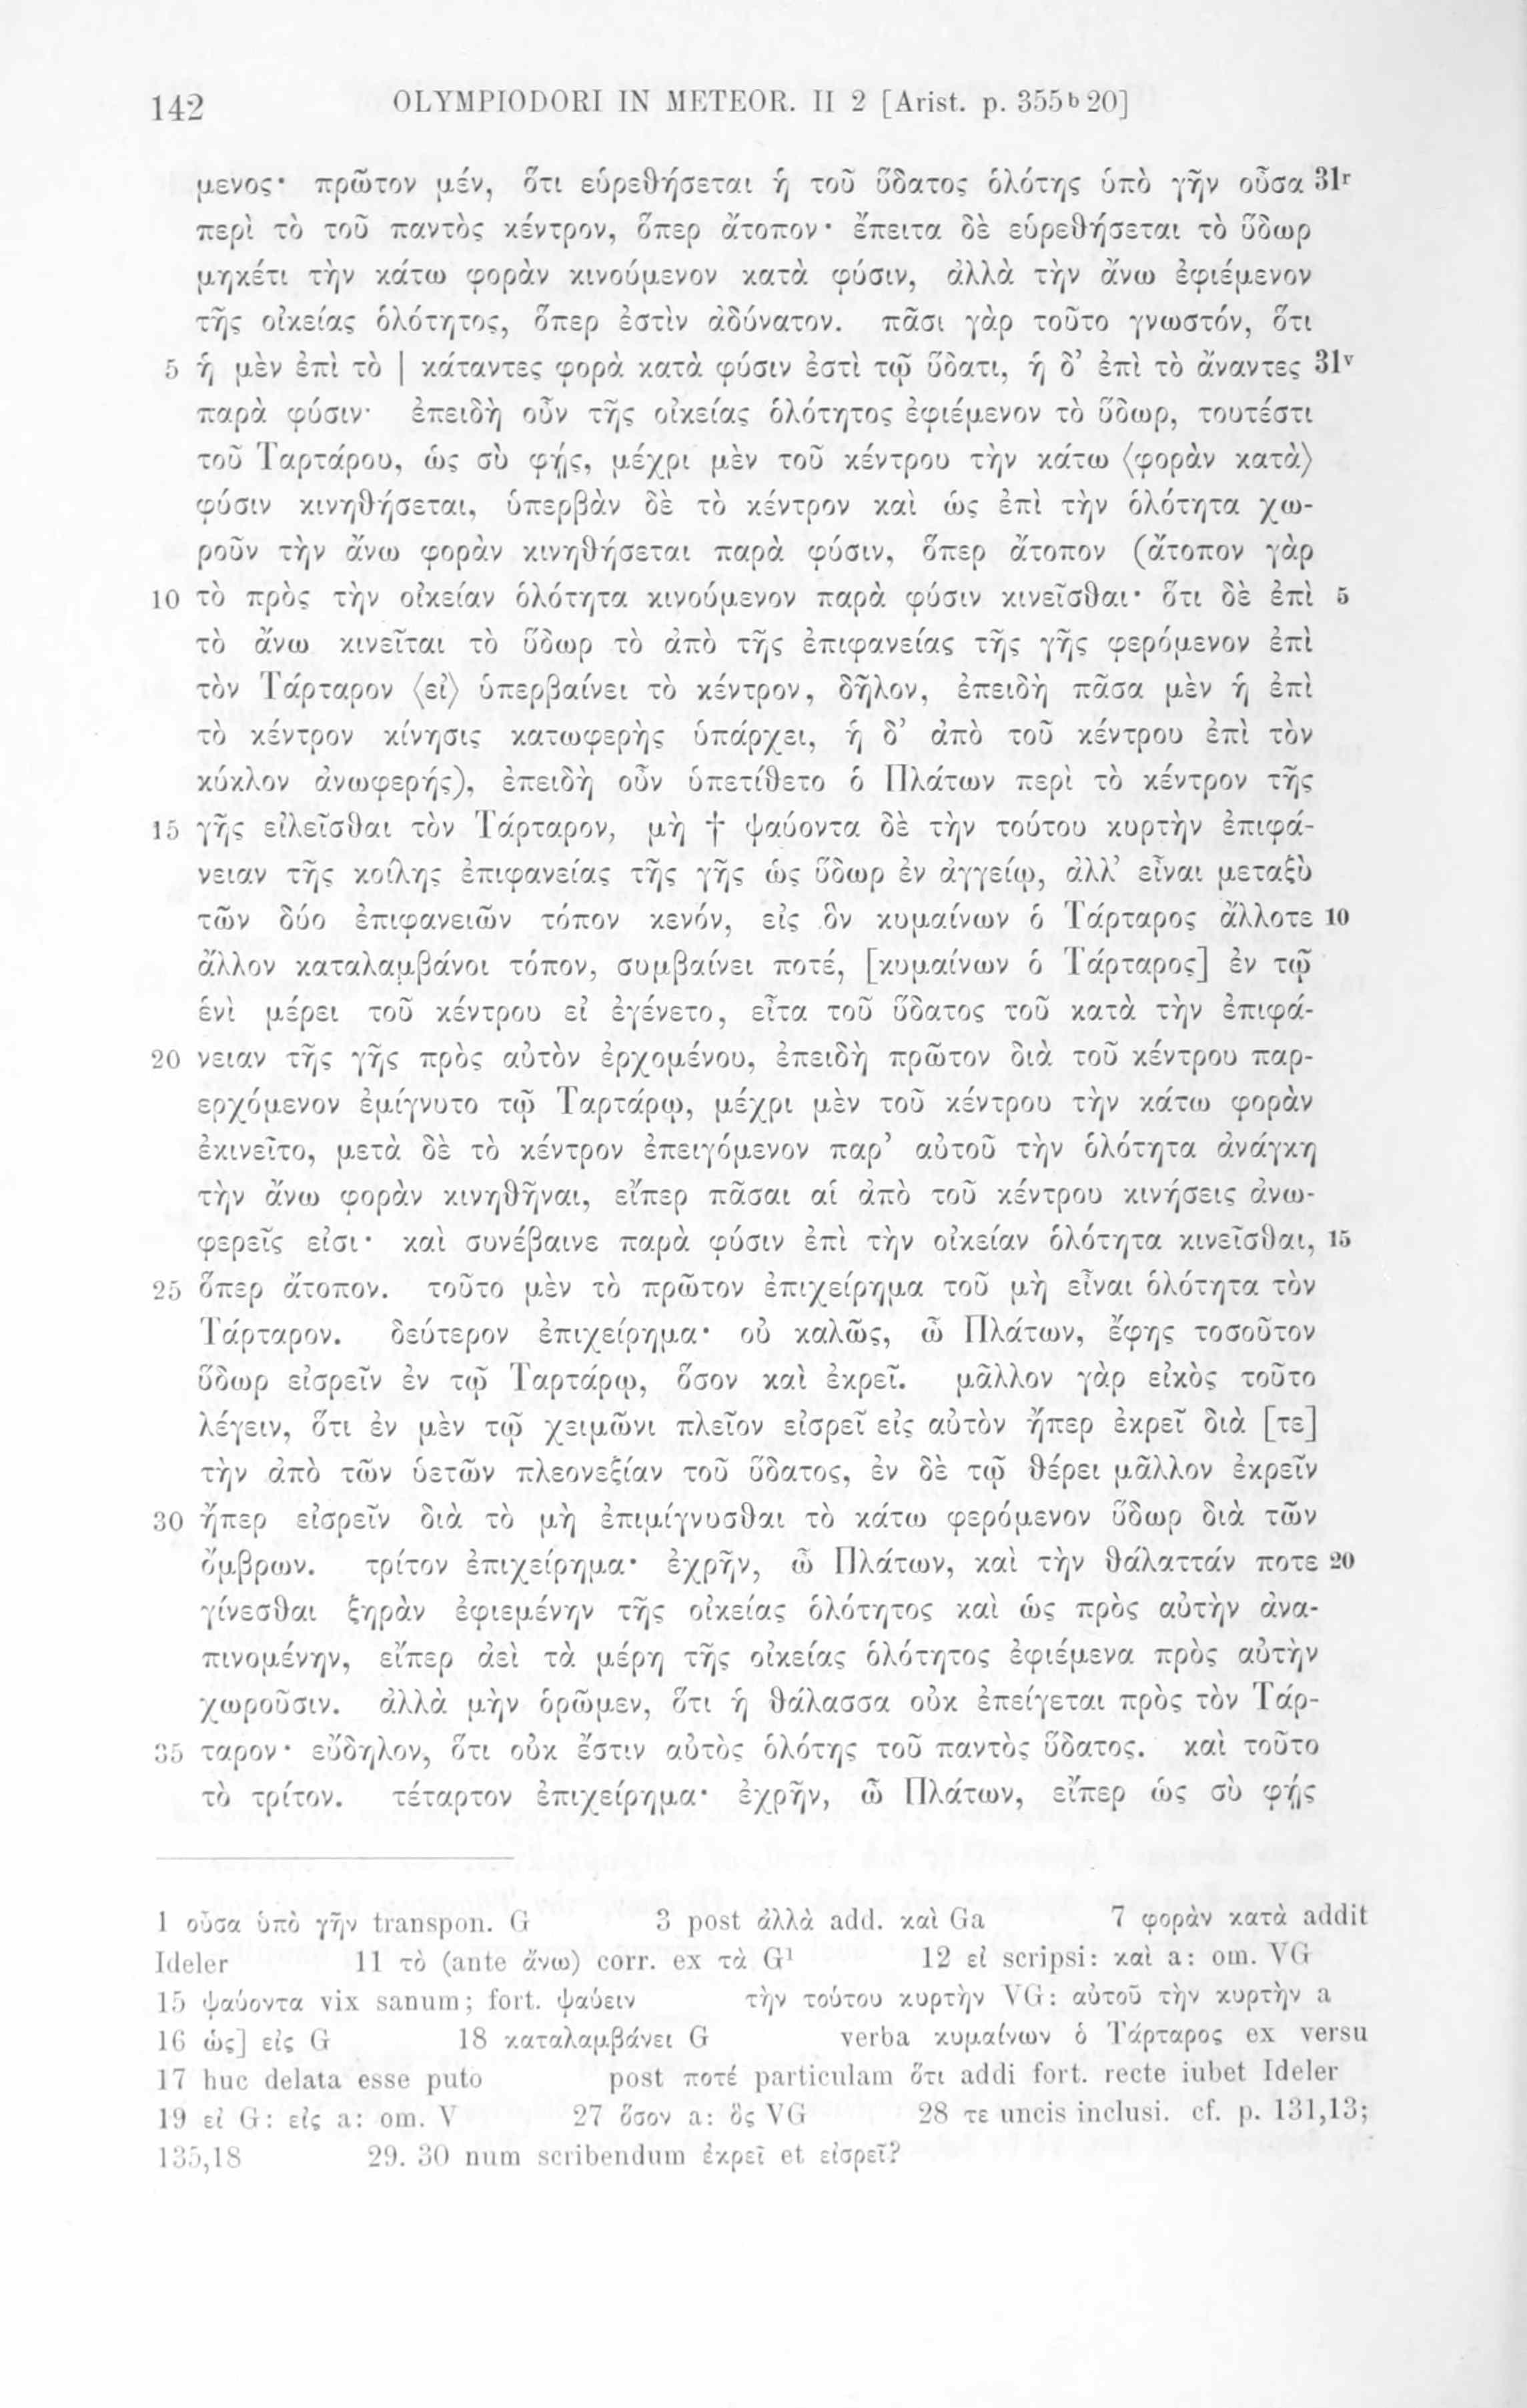 142 OLYMPIODORI IN METEOR. II 2 [Arist. p. 355ᵇ20]
μενος· πρῶτον μέν, ὅτι εὑρεθήσεται ἡ τοῦ ὕδατος ὁλότης ὑπὸ γῆν οὖσα 31ʳ
περὶ τὸ τοῦ παντὸς κέντρον, ὅπερ ἄτοπον· ἔπειτα δὲ εὑρεθήσεται τὸ ὕδωρ
μηκέτι τὴν κάτω φορὰν κινούμενον κατὰ φύσιν, ἀλλὰ τὴν ἄνω ἐφιέμενον
τῆς οἰκείας ὁλότητος, ὅπερ ἐστὶν ἀδύνατον. πᾶσι γὰρ τοῦτο γνωστόν, ὅτι
5 ἡ μὲν ἐπὶ τὸ | κάταντες φορὰ κατὰ φύσιν ἐστὶ τῷ ὕδατι, ἡ δ’ ἐπὶ τὸ ἄναντες 31ᵛ
παρὰ φύσιν· ἐπειδὴ οὖν τῆς οἰκείας ὁλότητος ἐφιέμενον τὸ ὕδωρ, τουτέστι
τοῦ Ταρτάρου, ὡς σὺ φῄς, μέχρι μὲν τοῦ κέντρου τὴν κάτω ⟨φορὰν κατὰ⟩
φύσιν κινηθήσεται, ὑπερβὰν δὲ τὸ κέντρον καὶ ὡς ἐπὶ τὴν ὁλότητα χω-
ροῦν τὴν ἄνω φορὰν κινηθήσεται παρὰ φύσιν, ὅπερ ἄτοπον (ἄτοπον γὰρ
10 τὸ πρὸς τὴν οἰκείαν ὁλότητα κινούμενον παρὰ φύσιν κινεῖσθαι· ὅτι δὲ ἐπὶ 5
τὸ ἄνω κινεῖται τὸ ὕδωρ τὸ ἀπὸ τῆς ἐπιφανείας τῆς γῆς φερόμενον ἐπὶ
τὸν Τάρταρον ⟨εἰ⟩ ὑπερβαίνει τὸ κέντρον, δῆλον, ἐπειδὴ πᾶσα μὲν ἡ ἐπὶ
τὸ κέντρον κίνησις κατωφερὴς ὑπάρχει, ἡ δ’ ἀπὸ τοῦ κέντρου ἐπὶ τὸν
κύκλον ἀνωφερής), ἐπειδὴ οὖν ὑπετίθετο ὁ Πλάτων περὶ τὸ κέντρον τῆς
15 γῆς εἰλεῖσθαι τὸν Τάρταρον, μὴ † ψαύοντα δὲ τὴν τούτου κυρτὴν ἐπιφά-
νειαν τῆς κοίλης ἐπιφανείας τῆς γῆς ὡς ὕδωρ ἐν ἀγγείῳ, ἀλλ’ εἶναι μεταξὺ
τῶν δύο ἐπιφανειῶν τόπον κενόν, εἰς ὃν κυμαίνων ὁ Τάρταρος ἄλλοτε 10
ἄλλον καταλαμβάνοι τόπον, συμβαίνει ποτέ, [κυμαίνων ὁ Τάρταρος] ἐν τῷ
ἑνὶ μέρει τοῦ κέντρου εἰ ἐγένετο, εἶτα τοῦ ὕδατος τοῦ κατὰ τὴν ἐπιφά-
20 νειαν τῆς γῆς πρὸς αὐτὸν ἐρχομένου, ἐπειδὴ πρῶτον διὰ τοῦ κέντρου παρ-
ερχόμενον ἐμίγνυτο τῷ Ταρτάρῳ, μέχρι μὲν τοῦ κέντρου τὴν κάτω φορὰν
ἐκινεῖτο, μετὰ δὲ τὸ κέντρον ἐπειγόμενον παρ’ αὐτοῦ τὴν ὁλότητα ἀνάγκη
τὴν ἄνω φορὰν κινηθῆναι, εἴπερ πᾶσαι αἱ ἀπὸ τοῦ κέντρου κινήσεις ἀνω-
φερεῖς εἰσι· καὶ συνέβαινε παρὰ φύσιν ἐπὶ τὴν οἰκείαν ὁλότητα κινεῖσθαι, 15
25 ὅπερ ἄτοπον. τοῦτο μὲν τὸ πρῶτον ἐπιχείρημα τοῦ μὴ εἶναι ὁλότητα τὸν
Τάρταρον. δεύτερον ἐπιχείρημα· οὐ καλῶς, ὦ Πλάτων, ἔφης τοσοῦτον
ὕδωρ εἰσρεῖν ἐν τῷ Ταρτάρῳ, ὅσον καὶ ἐκρεῖ. μᾶλλον γὰρ εἰκὸς τοῦτο
λέγειν, ὅτι ἐν μὲν τῷ χειμῶνι πλεῖον εἰσρεῖ εἰς αὐτὸν ἤπερ ἐκρεῖ διὰ [τε]
τὴν ἀπὸ τῶν ὑετῶν πλεονεξίαν τοῦ ὕδατος, ἐν δὲ τῷ θέρει μᾶλλον ἐκρεῖν
30 ἤπερ εἰσρεῖν διὰ τὸ μὴ ἐπιμίγνυσθαι τὸ κάτω φερόμενον ὕδωρ διὰ τῶν
ὄμβρων. τρίτον ἐπιχείρημα· ἐχρῆν, ὦ Πλάτων, καὶ τὴν θάλαττάν ποτε 20
γίνεσθαι ξηρὰν ἐφιεμένην τῆς οἰκείας ὁλότητος καὶ ὡς πρὸς αὐτὴν ἀνα-
πινομένην, εἴπερ ἀεὶ τὰ μέρη τῆς οἰκείας ὁλότητος ἐφιέμενα πρὸς αὐτὴν
χωροῦσιν. ἀλλὰ μὴν ὁρῶμεν, ὅτι ἡ θάλασσα οὐκ ἐπείγεται πρὸς τὸν Τάρ-
35 ταρον· εὔδηλον, ὅτι οὐκ ἔστιν αὐτὸς ὁλότης τοῦ παντὸς ὕδατος. καὶ τοῦτο
τὸ τρίτον. τέταρτον ἐπιχείρημα· ἐχρῆν, ὦ Πλάτων, εἴπερ ὡς σὺ φῄς
1 οὖσα ὑπὸ γῆν transpon. G 3 post ἀλλὰ add. καὶ Ga 7 φορὰν κατὰ addit
Ideler 11 τὸ (ante ἄνω) corr. ex τὰ G¹ 12 εἰ scripsi: καὶ a: om. VG
15 ψαύοντα vix sanum; fort. ψαύειν τὴν τούτου κυρτὴν VG: αὐτοῦ τὴν κυρτὴν a
16 ὡς] εἰς G 18 καταλαμβάνει G verba κυμαίνων ὁ Τάρταρος ex versu
17 huc delata esse puto post ποτέ particulam ὅτι addi fort. recte iubet Ideler
19 εἰ G: εἰς a: om. V 27 ὅσον a: ὃς VG 28 τε uncis inclusi. cf. p. 131,13;
135,18 29. 30 num scribendum ἐκρεῖ et εἰσρεῖ?